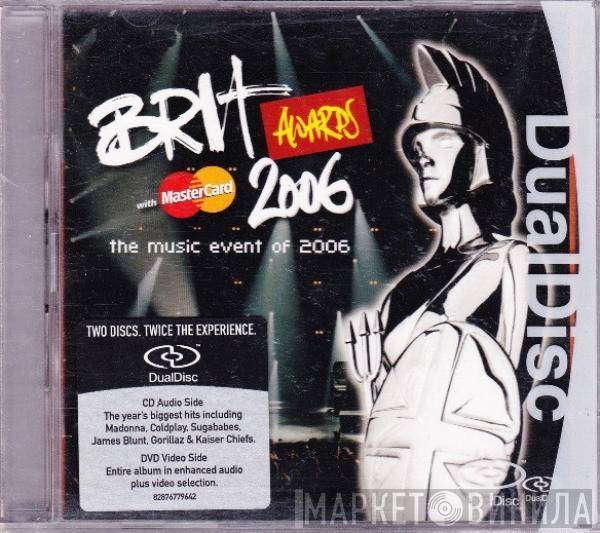 BRIT
AWARDS
with MasterCard
2006
the music event of 2006
DualDisc
TWO DISCS. TWICE THE EXPERIENCE.
DualDisc
CD Audio Side
The year's biggest hits including
Madonna, Coldplay, Sugababes,
James Blunt, Gorillaz & Kaiser Chiefs.
DVD Video Side
Entire album in enhanced audio
plus video selection.
82876779642
Disc
DualDisc
МАРКЕТ ВИНИЛА